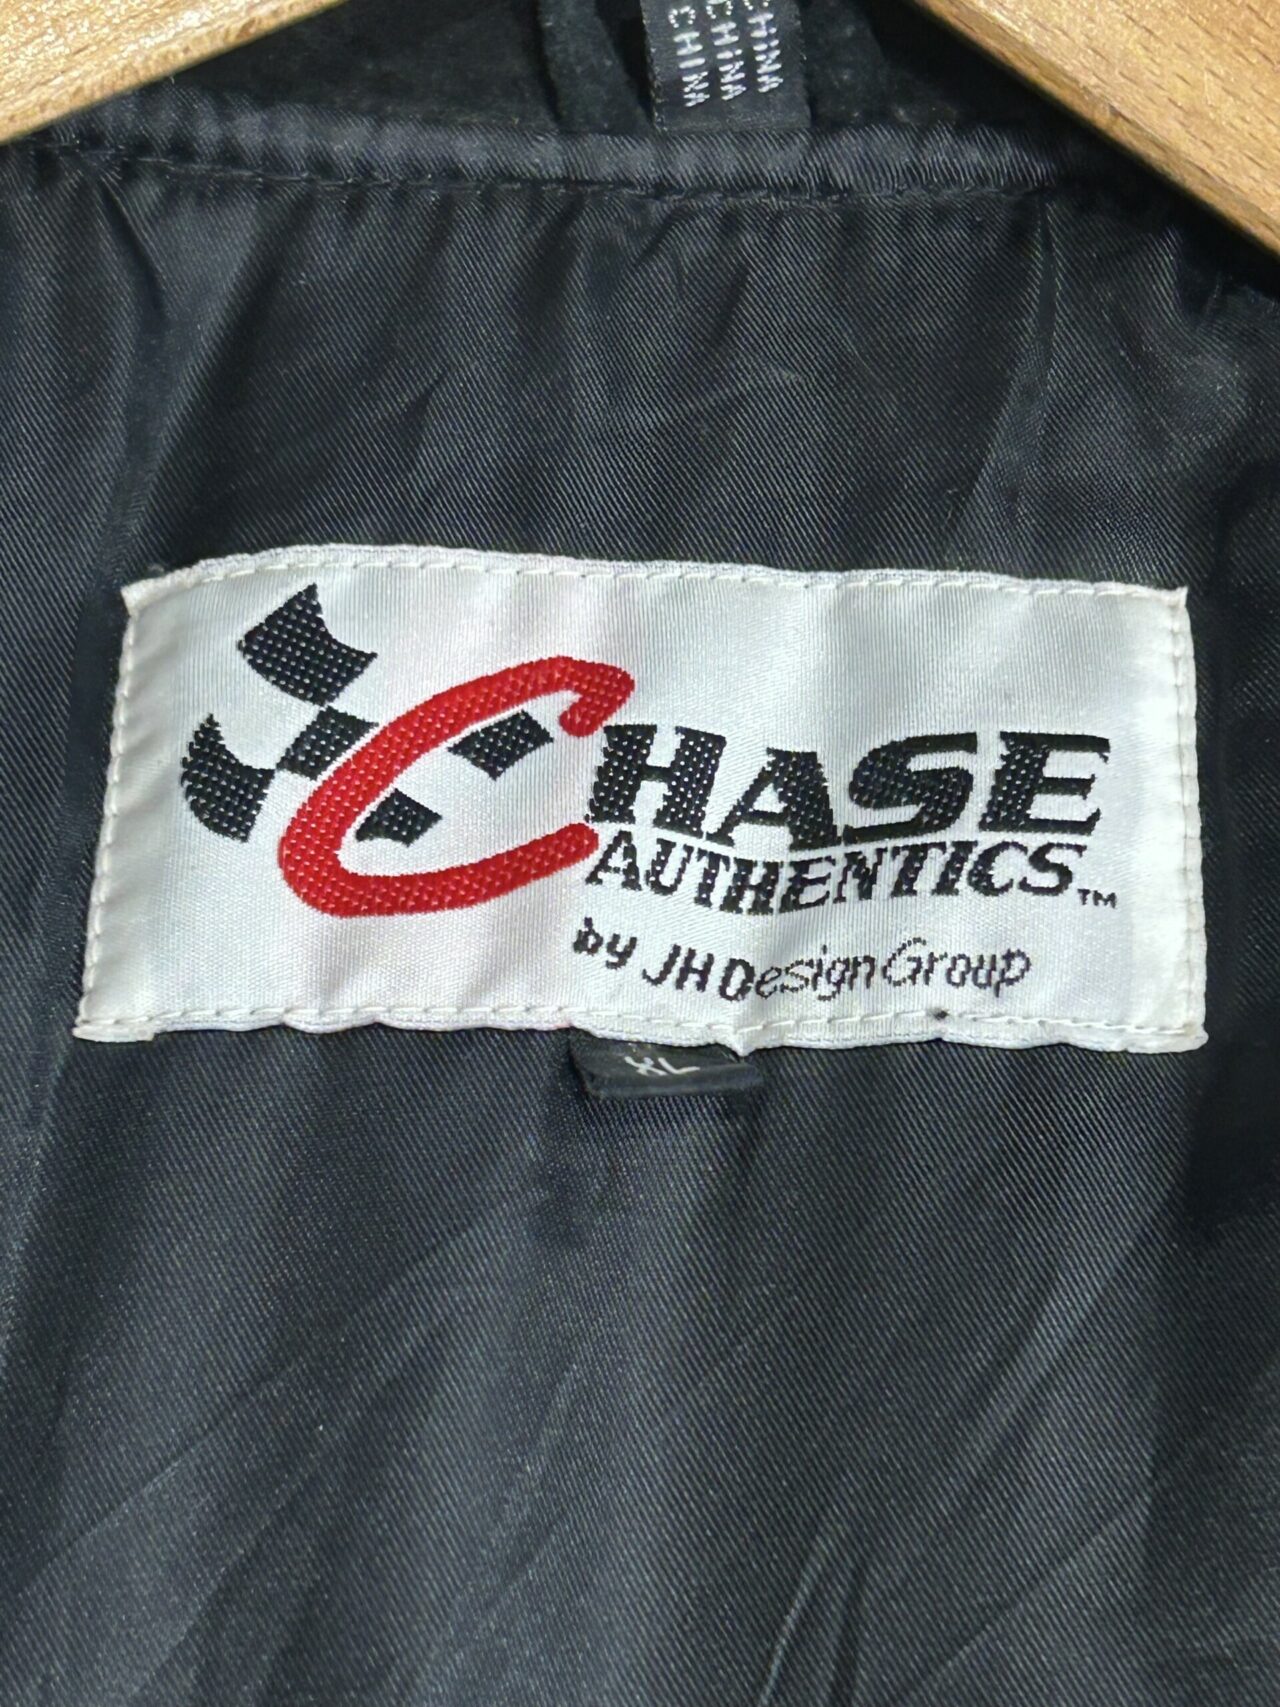 CHINA
CHINA
CHINA
CHASE
AUTHENTICS™
by JH Design Group
XL